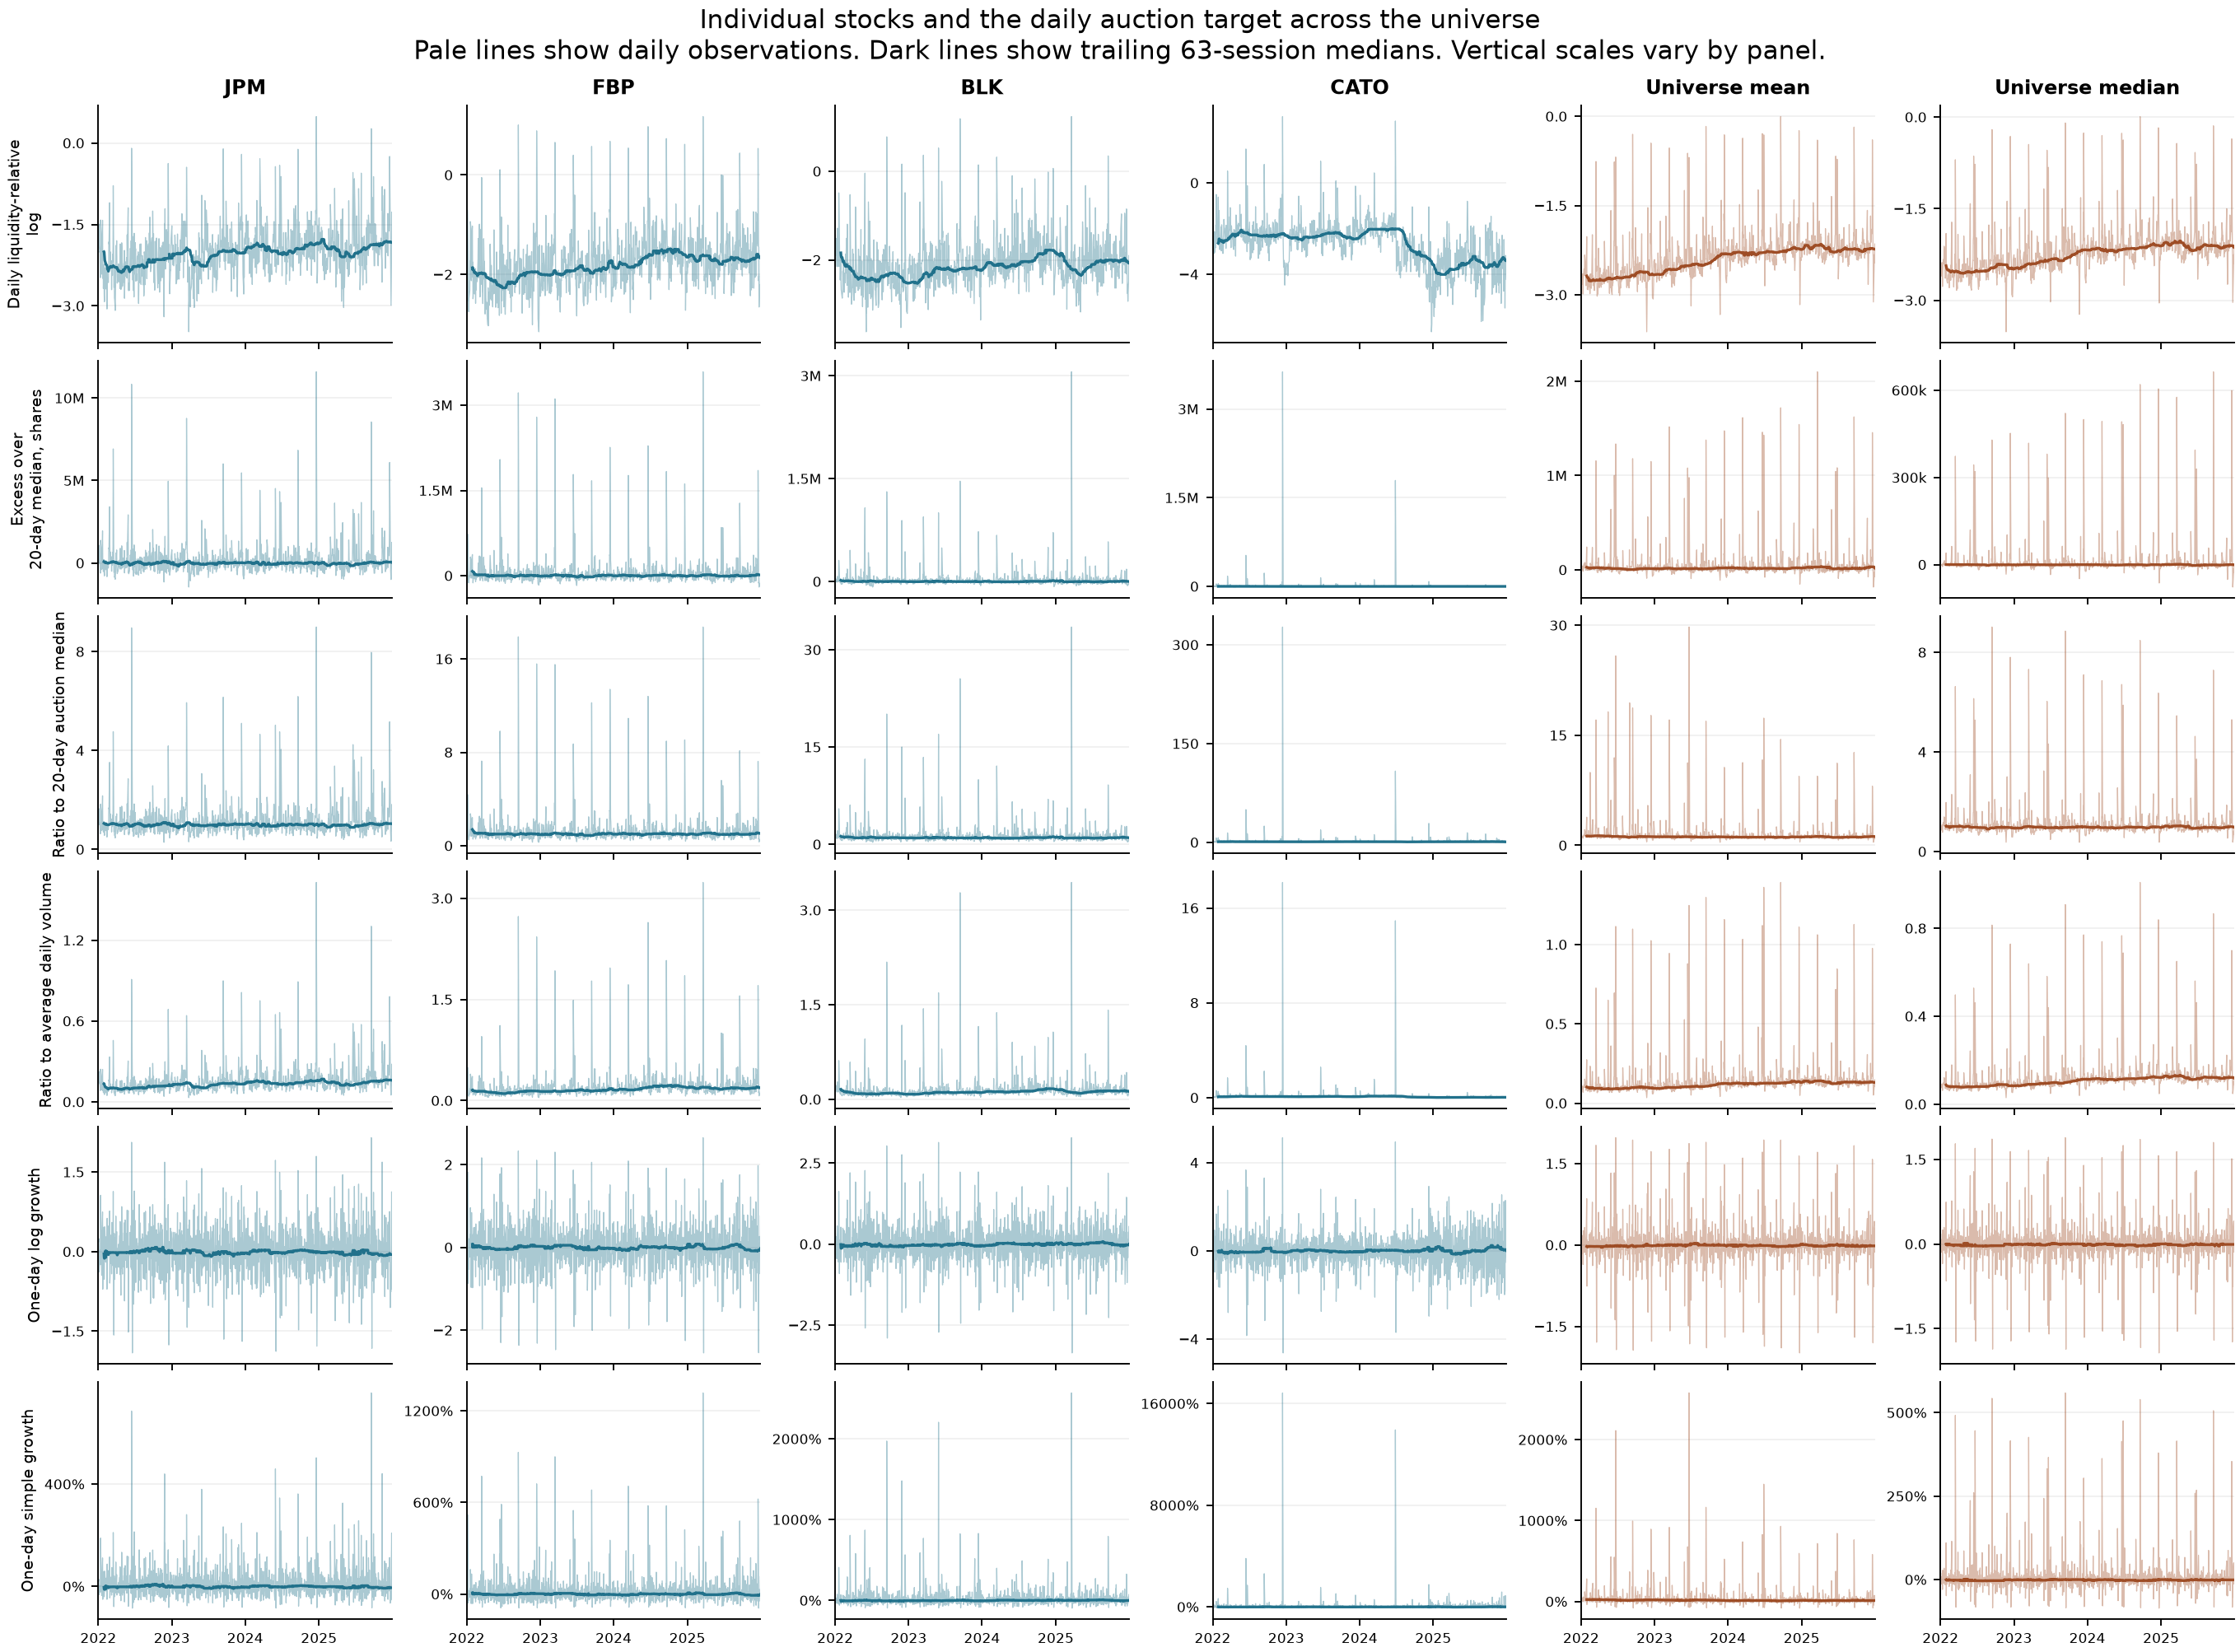 Individual stocks and the daily auction target across the universe
Pale lines show daily observations. Dark lines show trailing 63-session medians. Vertical scales vary by panel.
JPM FBP BLK CATO Universe mean Universe median
Daily liquidity-relative
log
0.0 −1.5 −3.0
0 −2
0 −2
0 −2 −4
0.0 −1.5 −3.0
0.0 −1.5 −3.0
2023 2024 2025
Excess over
20-day median, shares
10M 5M 0
3M 1.5M 0
3M 1.5M 0
3M 1.5M 0
2M 1M 0
600k 300k 0
Ratio to 20-day auction median
8 4 0
16 8 0
30 15 0
300 150 0
30 15 0
8 4 0
Ratio to average daily volume
1.2 0.6 0.0
3.0 1.5 0.0
3.0 1.5 0.0
16 8 0
1.0 0.5 0.0
0.8 0.4 0.0
One-day log growth
1.5 0.0 −1.5
2 0 −2
2.5 0.0 −2.5
4 0 −4
1.5 0.0 −1.5
1.5 0.0 −1.5
One-day simple growth
400% 0%
1200% 600% 0%
2000% 1000% 0%
16000% 8000% 0%
2000% 1000% 0%
500% 250% 0%
2022 2023 2024 2025
2022 2023 2024 2025
2022 2023 2024 2025
2022 2023 2024 2025
2022 2023 2024 2025
2022 2023 2024 2025